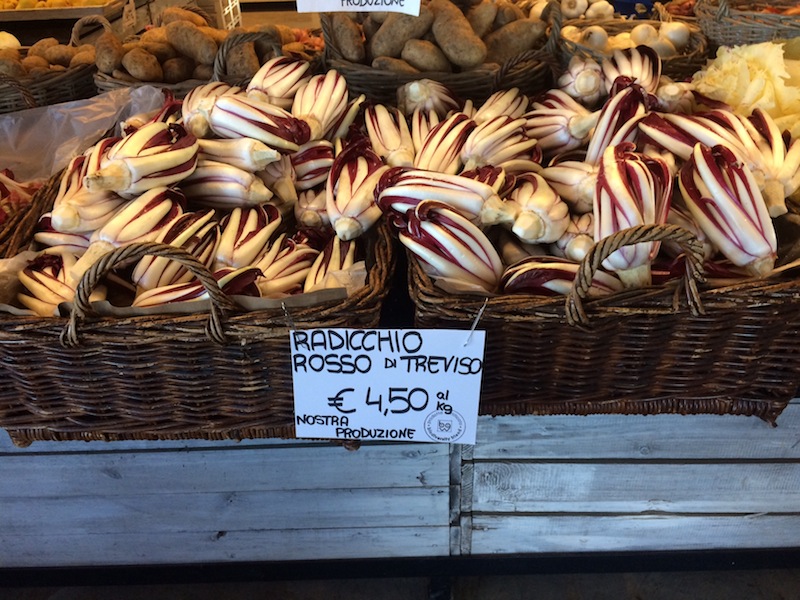 PRODUZIONE
RADICCHIO
ROSSO DI TREVISO
€ 4,50 al kg
NOSTRA
PRODUZIONE